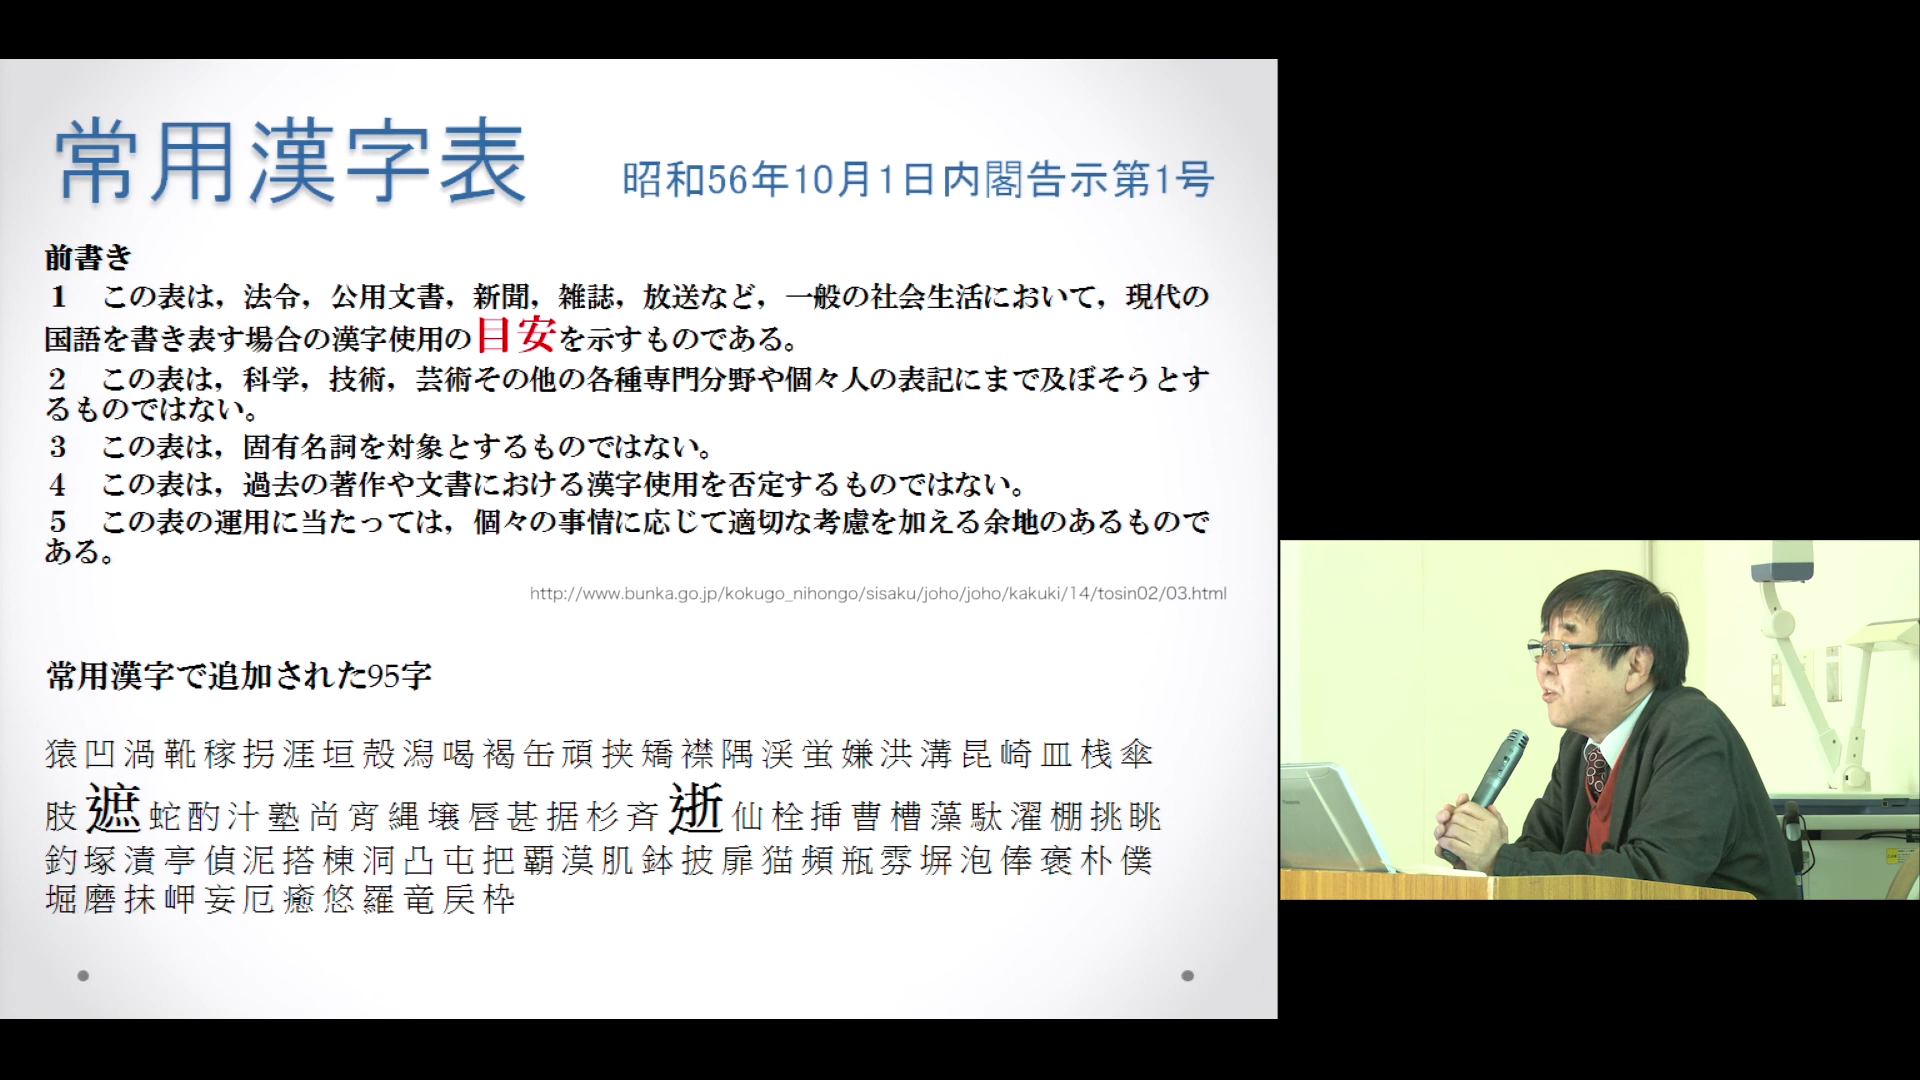 常用漢字表
昭和56年10月1日内閣告示第1号
前書き
１　この表は，法令，公用文書，新聞，雑誌，放送など，一般の社会生活において，現代の
国語を書き表す場合の漢字使用の目安を示すものである。
２　この表は，科学，技術，芸術その他の各種専門分野や個々人の表記にまで及ぼそうとす
るものではない。
３　この表は，固有名詞を対象とするものではない。
４　この表は，過去の著作や文書における漢字使用を否定するものではない。
５　この表の運用に当たっては，個々の事情に応じて適切な考慮を加える余地のあるもので
ある。
http://www.bunka.go.jp/kokugo_nihongo/sisaku/joho/joho/kakuki/14/tosin02/03.html
常用漢字で追加された95字
猿 凹 渦 靴 稼 拐 涯 垣 殻 潟 喝 褐 缶 頑 挟 矯 襟 隅 渓 蛍 嫌 洪 溝 昆 崎 皿 桟 傘
肢 遮 蛇 酌 汁 塾 尚 宵 縄 壌 唇 甚 据 杉 斉 逝 仙 栓 挿 曹 槽 藻 駄 濯 棚 挑 眺
釣 塚 漬 亭 偵 泥 搭 棟 洞 凸 屯 把 覇 漠 肌 鉢 披 扉 猫 頻 瓶 雰 塀 泡 俸 褒 朴 僕
堀 磨 抹 岬 妄 厄 癒 悠 羅 竜 戻 枠